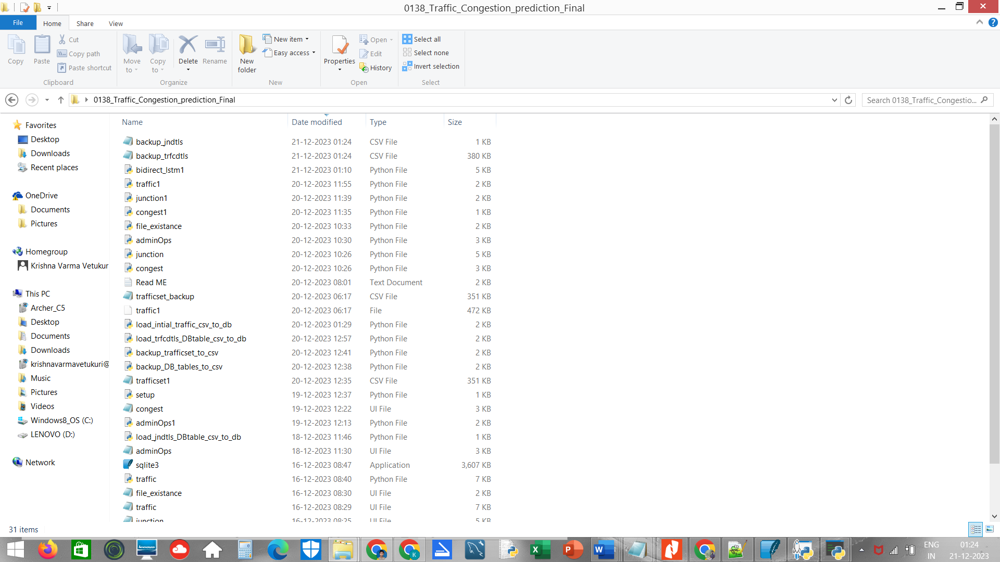 0138_Traffic_Congestion_prediction_Final
File Home Share View
Copy
Paste
Cut
Copy path
Paste shortcut
Clipboard
Move to
Copy to
Delete
Rename
Organize
New folder
New item
Easy access
New
Properties
Open
Edit
History
Open
Select all
Select none
Invert selection
Select
0138_Traffic_Congestion_prediction_Final
Search 0138_Traffic_Congestio...
Favorites
Desktop
Downloads
Recent places
OneDrive
Documents
Pictures
Homegroup
Krishna Varma Vetukur
This PC
Archer_C5
Desktop
Documents
Downloads
krishnavarmavetukuri@
Music
Pictures
Videos
Windows8_OS (C:)
LENOVO (D:)
Network
Name Date modified Type Size
backup_jndtls 21-12-2023 01:24 CSV File 1 KB
backup_trfcdtls 21-12-2023 01:24 CSV File 380 KB
bidirect_lstm1 21-12-2023 01:10 Python File 5 KB
traffic1 20-12-2023 11:55 Python File 2 KB
junction1 20-12-2023 11:39 Python File 2 KB
congest1 20-12-2023 11:35 Python File 1 KB
file_existance 20-12-2023 10:33 Python File 2 KB
adminOps 20-12-2023 10:30 Python File 3 KB
junction 20-12-2023 10:26 Python File 5 KB
congest 20-12-2023 10:26 Python File 3 KB
Read ME 20-12-2023 08:01 Text Document 2 KB
trafficset_backup 20-12-2023 06:17 CSV File 351 KB
traffic1 20-12-2023 06:17 File 472 KB
load_intial_traffic_csv_to_db 20-12-2023 01:29 Python File 2 KB
load_trfcdtls_DBtable_csv_to_db 20-12-2023 12:57 Python File 2 KB
backup_trafficset_to_csv 20-12-2023 12:41 Python File 2 KB
backup_DB_tables_to_csv 20-12-2023 12:38 Python File 2 KB
trafficset1 20-12-2023 12:35 CSV File 351 KB
setup 19-12-2023 12:37 Python File 1 KB
congest 19-12-2023 12:22 UI File 3 KB
adminOps1 19-12-2023 12:13 Python File 2 KB
load_jndtls_DBtable_csv_to_db 18-12-2023 11:46 Python File 1 KB
adminOps 18-12-2023 11:30 UI File 3 KB
sqlite3 16-12-2023 08:47 Application 3,607 KB
traffic 16-12-2023 08:40 Python File 7 KB
file_existance 16-12-2023 08:30 UI File 2 KB
traffic 16-12-2023 08:29 UI File 7 KB
junction 16-12-2023 08:25 UI File 5 KB
31 items
ENG 01:24
IN 21-12-2023